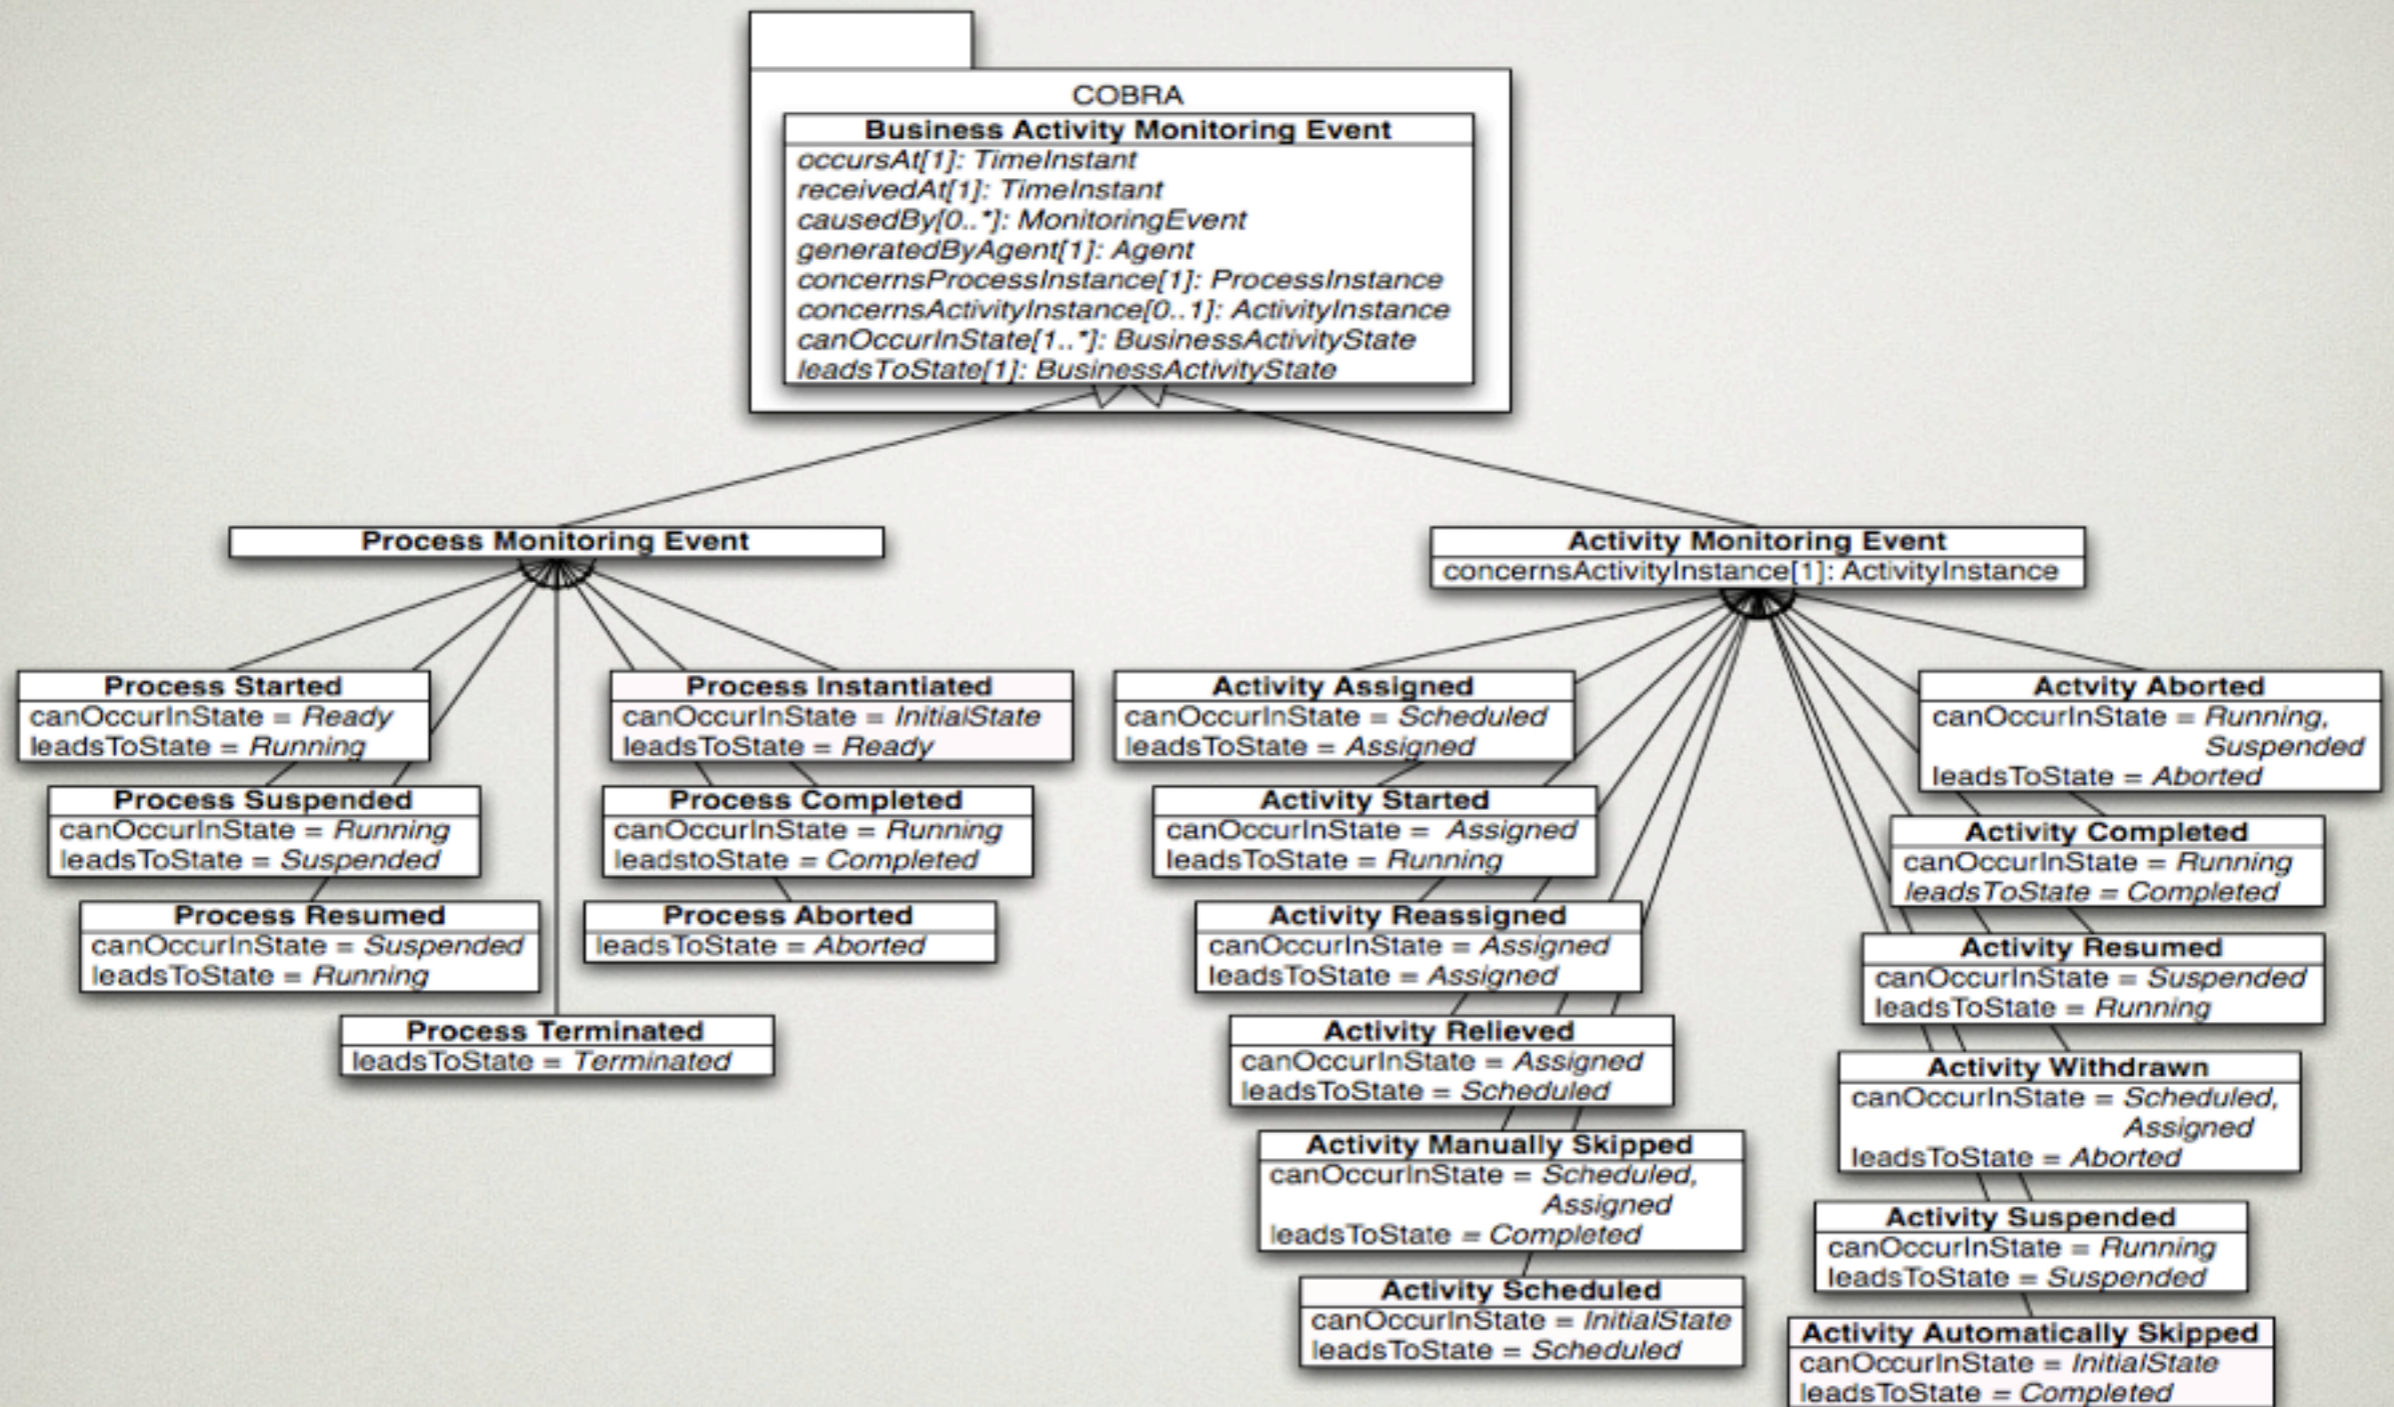 COBRA
Business Activity Monitoring Event
occursAt[1]: TimeInstant
receivedAt[1]: TimeInstant
causedBy[0..*]: MonitoringEvent
generatedByAgent[1]: Agent
concernsProcessInstance[1]: ProcessInstance
concernsActivityInstance[0..1]: ActivityInstance
canOccurInState[1..*]: BusinessActivityState
leadsToState[1]: BusinessActivityState
Process Monitoring Event
Process Started
canOccurInState = Ready
leadsToState = Running
Process Suspended
canOccurInState = Running
leadsToState = Suspended
Process Resumed
canOccurInState = Suspended
leadsToState = Running
Process Terminated
leadsToState = Terminated
Process Instantiated
canOccurInState = InitialState
leadsToState = Ready
Process Completed
canOccurInState = Running
leadstoState = Completed
Process Aborted
leadsToState = Aborted
Activity Monitoring Event
concernsActivityInstance[1]: ActivityInstance
Activity Assigned
canOccurInState = Scheduled
leadsToState = Assigned
Activity Started
canOccurInState = Assigned
leadsToState = Running
Activity Reassigned
canOccurInState = Assigned
leadsToState = Assigned
Activity Relieved
canOccurInState = Assigned
leadsToState = Scheduled
Activity Manually Skipped
canOccurInState = Scheduled,
Assigned
leadsToState = Completed
Activity Scheduled
canOccurInState = InitialState
leadsToState = Scheduled
Actvity Aborted
canOccurInState = Running,
Suspended
leadsToState = Aborted
Activity Completed
canOccurInState = Running
leadsToState = Completed
Activity Resumed
canOccurInState = Suspended
leadsToState = Running
Activity Withdrawn
canOccurInState = Scheduled,
Assigned
leadsToState = Aborted
Activity Suspended
canOccurInState = Running
leadsToState = Suspended
Activity Automatically Skipped
canOccurInState = InitialState
leadsToState = Completed